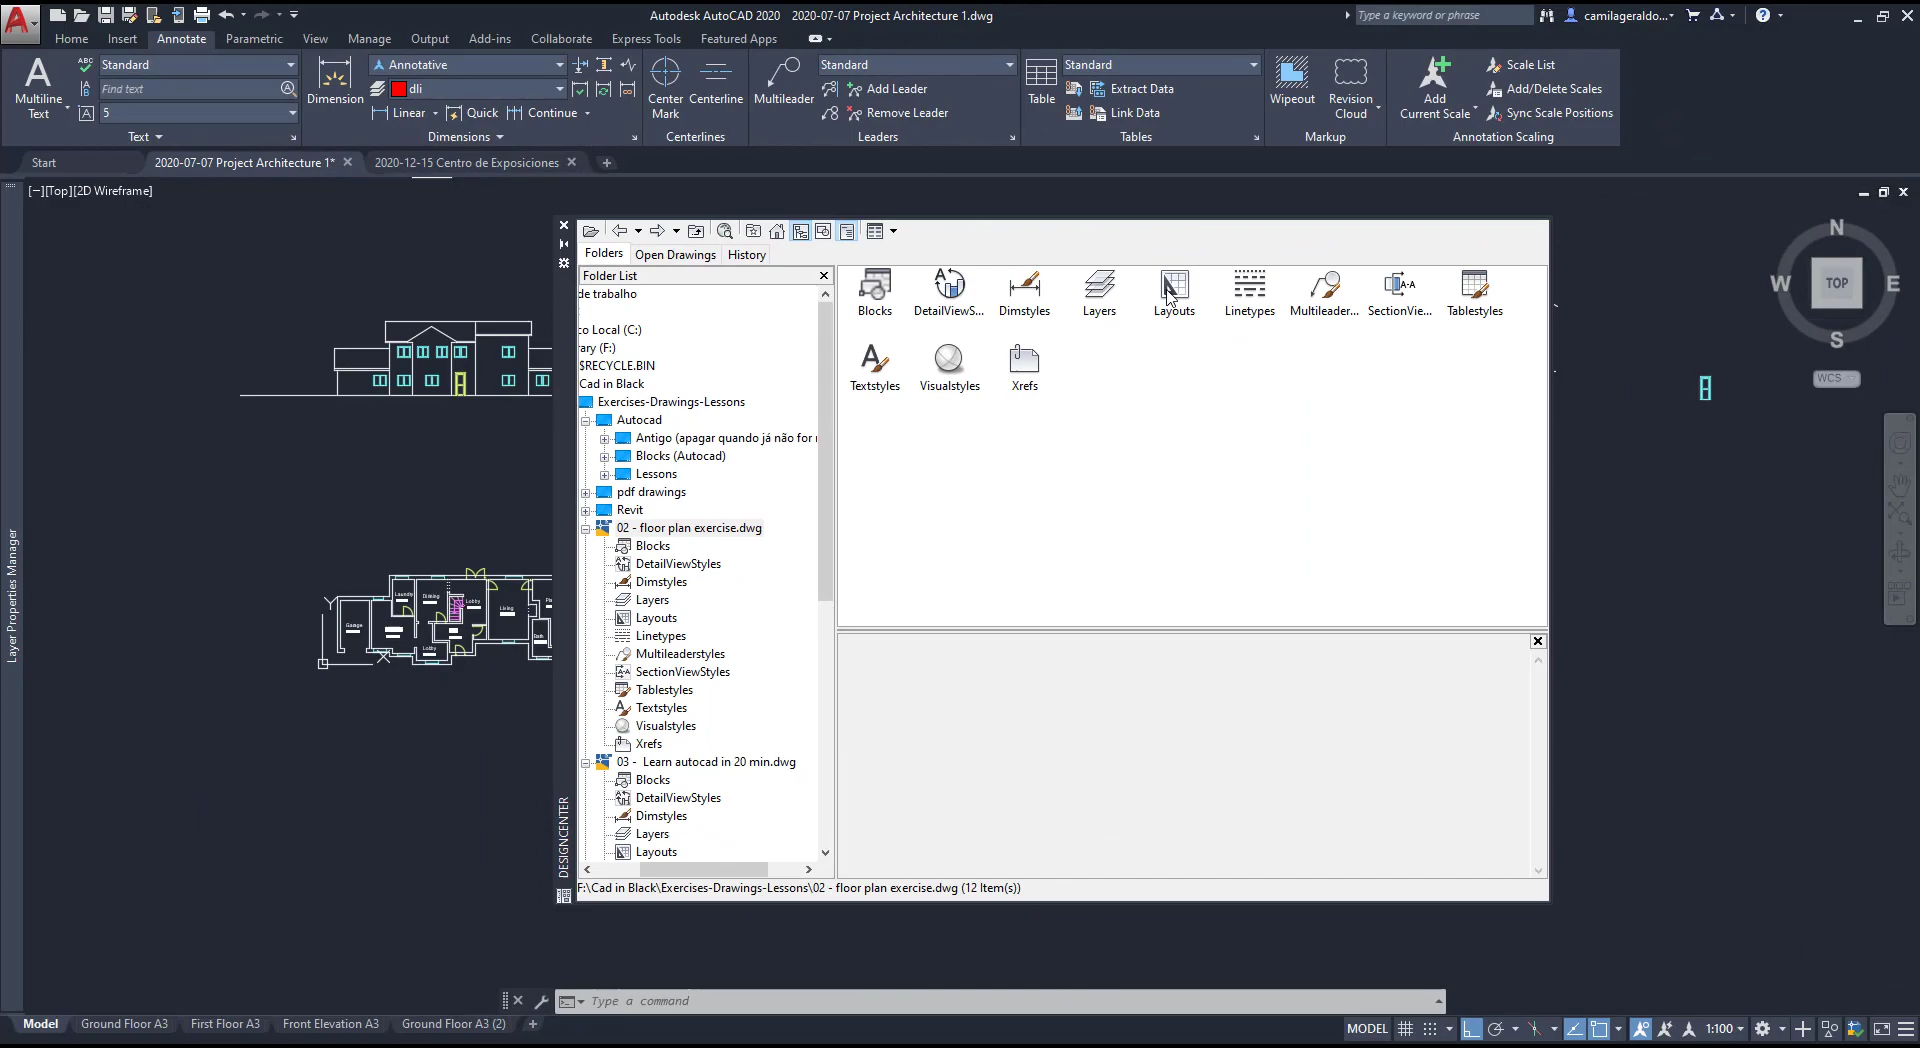 Autodesk AutoCAD 2020 2020-07-07 Project Architecture 1.dwg
Type a keyword or phrase
camilageraldo...
Home Insert Annotate Parametric View Manage Output Add-ins Collaborate Express Tools Featured Apps
Multiline Text
ABC
Standard
Find text
5
Text
Dimension
Annotative
dli
Linear Quick Continue
Dimensions
Center Mark
Centerline
Centerlines
Multileader
Standard
Add Leader
Remove Leader
Leaders
Table
Standard
Extract Data
Link Data
Tables
Wipeout
Revision Cloud
Markup
Add Current Scale
Scale List
Add/Delete Scales
Sync Scale Positions
Annotation Scaling
Start
2020-07-07 Project Architecture 1*
2020-12-15 Centro de Exposiciones
[−][Top][2D Wireframe]
N
W TOP E
S
WCS
Layer Properties Manager
Garage
Laundry
Dinning
Lobby
Living
Lobby
Bath
Y
X
DESIGNCENTER
Folders Open Drawings History
Folder List
de trabalho
co Local (C:)
ary (F:)
$RECYCLE.BIN
Cad in Black
Exercises-Drawings-Lessons
Autocad
Antigo (apagar quando já não for
Blocks (Autocad)
Lessons
pdf drawings
Revit
02 - floor plan exercise.dwg
Blocks
DetailViewStyles
Dimstyles
Layers
Layouts
Linetypes
Multileaderstyles
SectionViewStyles
Tablestyles
Textstyles
Visualstyles
Xrefs
03 - Learn autocad in 20 min.dwg
Blocks
DetailViewStyles
Dimstyles
Layers
Layouts
Blocks DetailViewS... Dimstyles Layers Layouts Linetypes Multileader... SectionVie... Tablestyles
Textstyles Visualstyles Xrefs
F:\Cad in Black\Exercises-Drawings-Lessons\02 - floor plan exercise.dwg (12 Item(s))
Type a command
Model Ground Floor A3 First Floor A3 Front Elevation A3 Ground Floor A3 (2)
MODEL
1:100